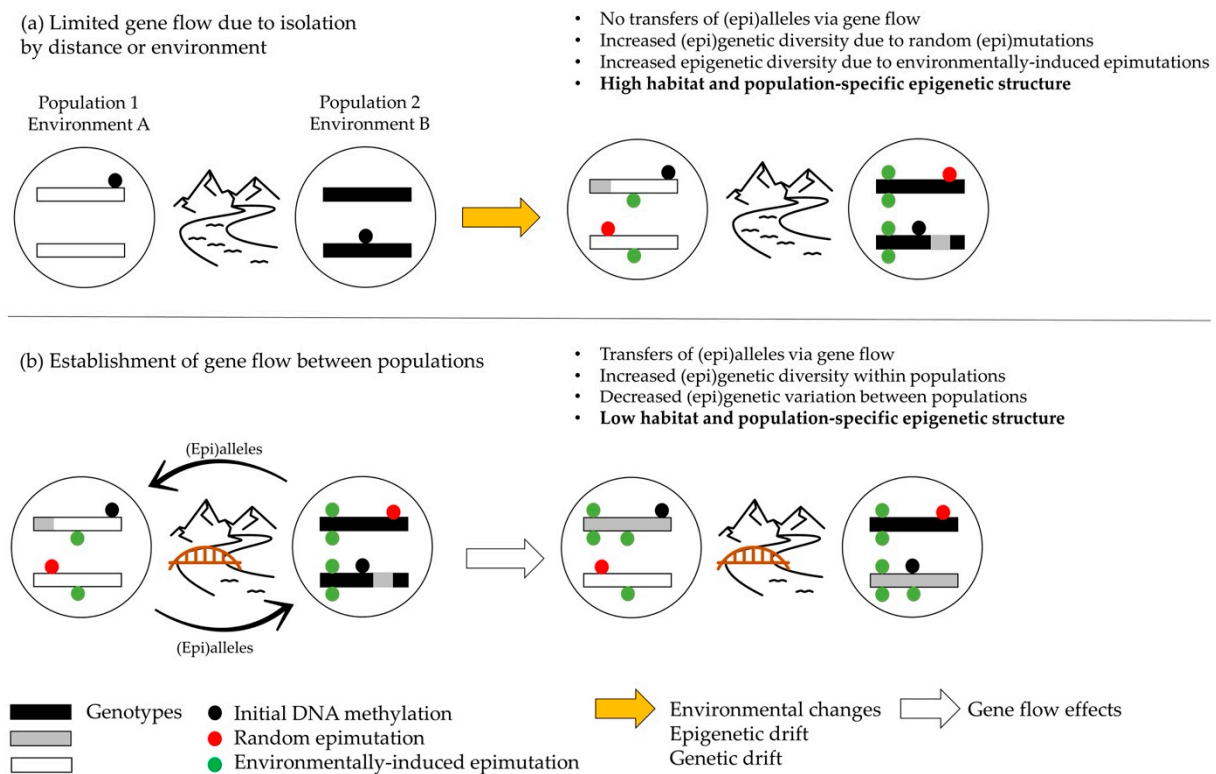 (a) Limited gene flow due to isolation
by distance or environment
• No transfers of (epi)alleles via gene flow
• Increased (epi)genetic diversity due to random (epi)mutations
• Increased epigenetic diversity due to environmentally-induced epimutations
• High habitat and population-specific epigenetic structure
Population 1
Environment A
Population 2
Environment B
(b) Establishment of gene flow between populations
• Transfers of (epi)alleles via gene flow
• Increased (epi)genetic diversity within populations
• Decreased (epi)genetic variation between populations
• Low habitat and population-specific epigenetic structure
(Epi)alleles
(Epi)alleles
Genotypes
Initial DNA methylation
Random epimutation
Environmentally-induced epimutation
Environmental changes
Epigenetic drift
Genetic drift
Gene flow effects